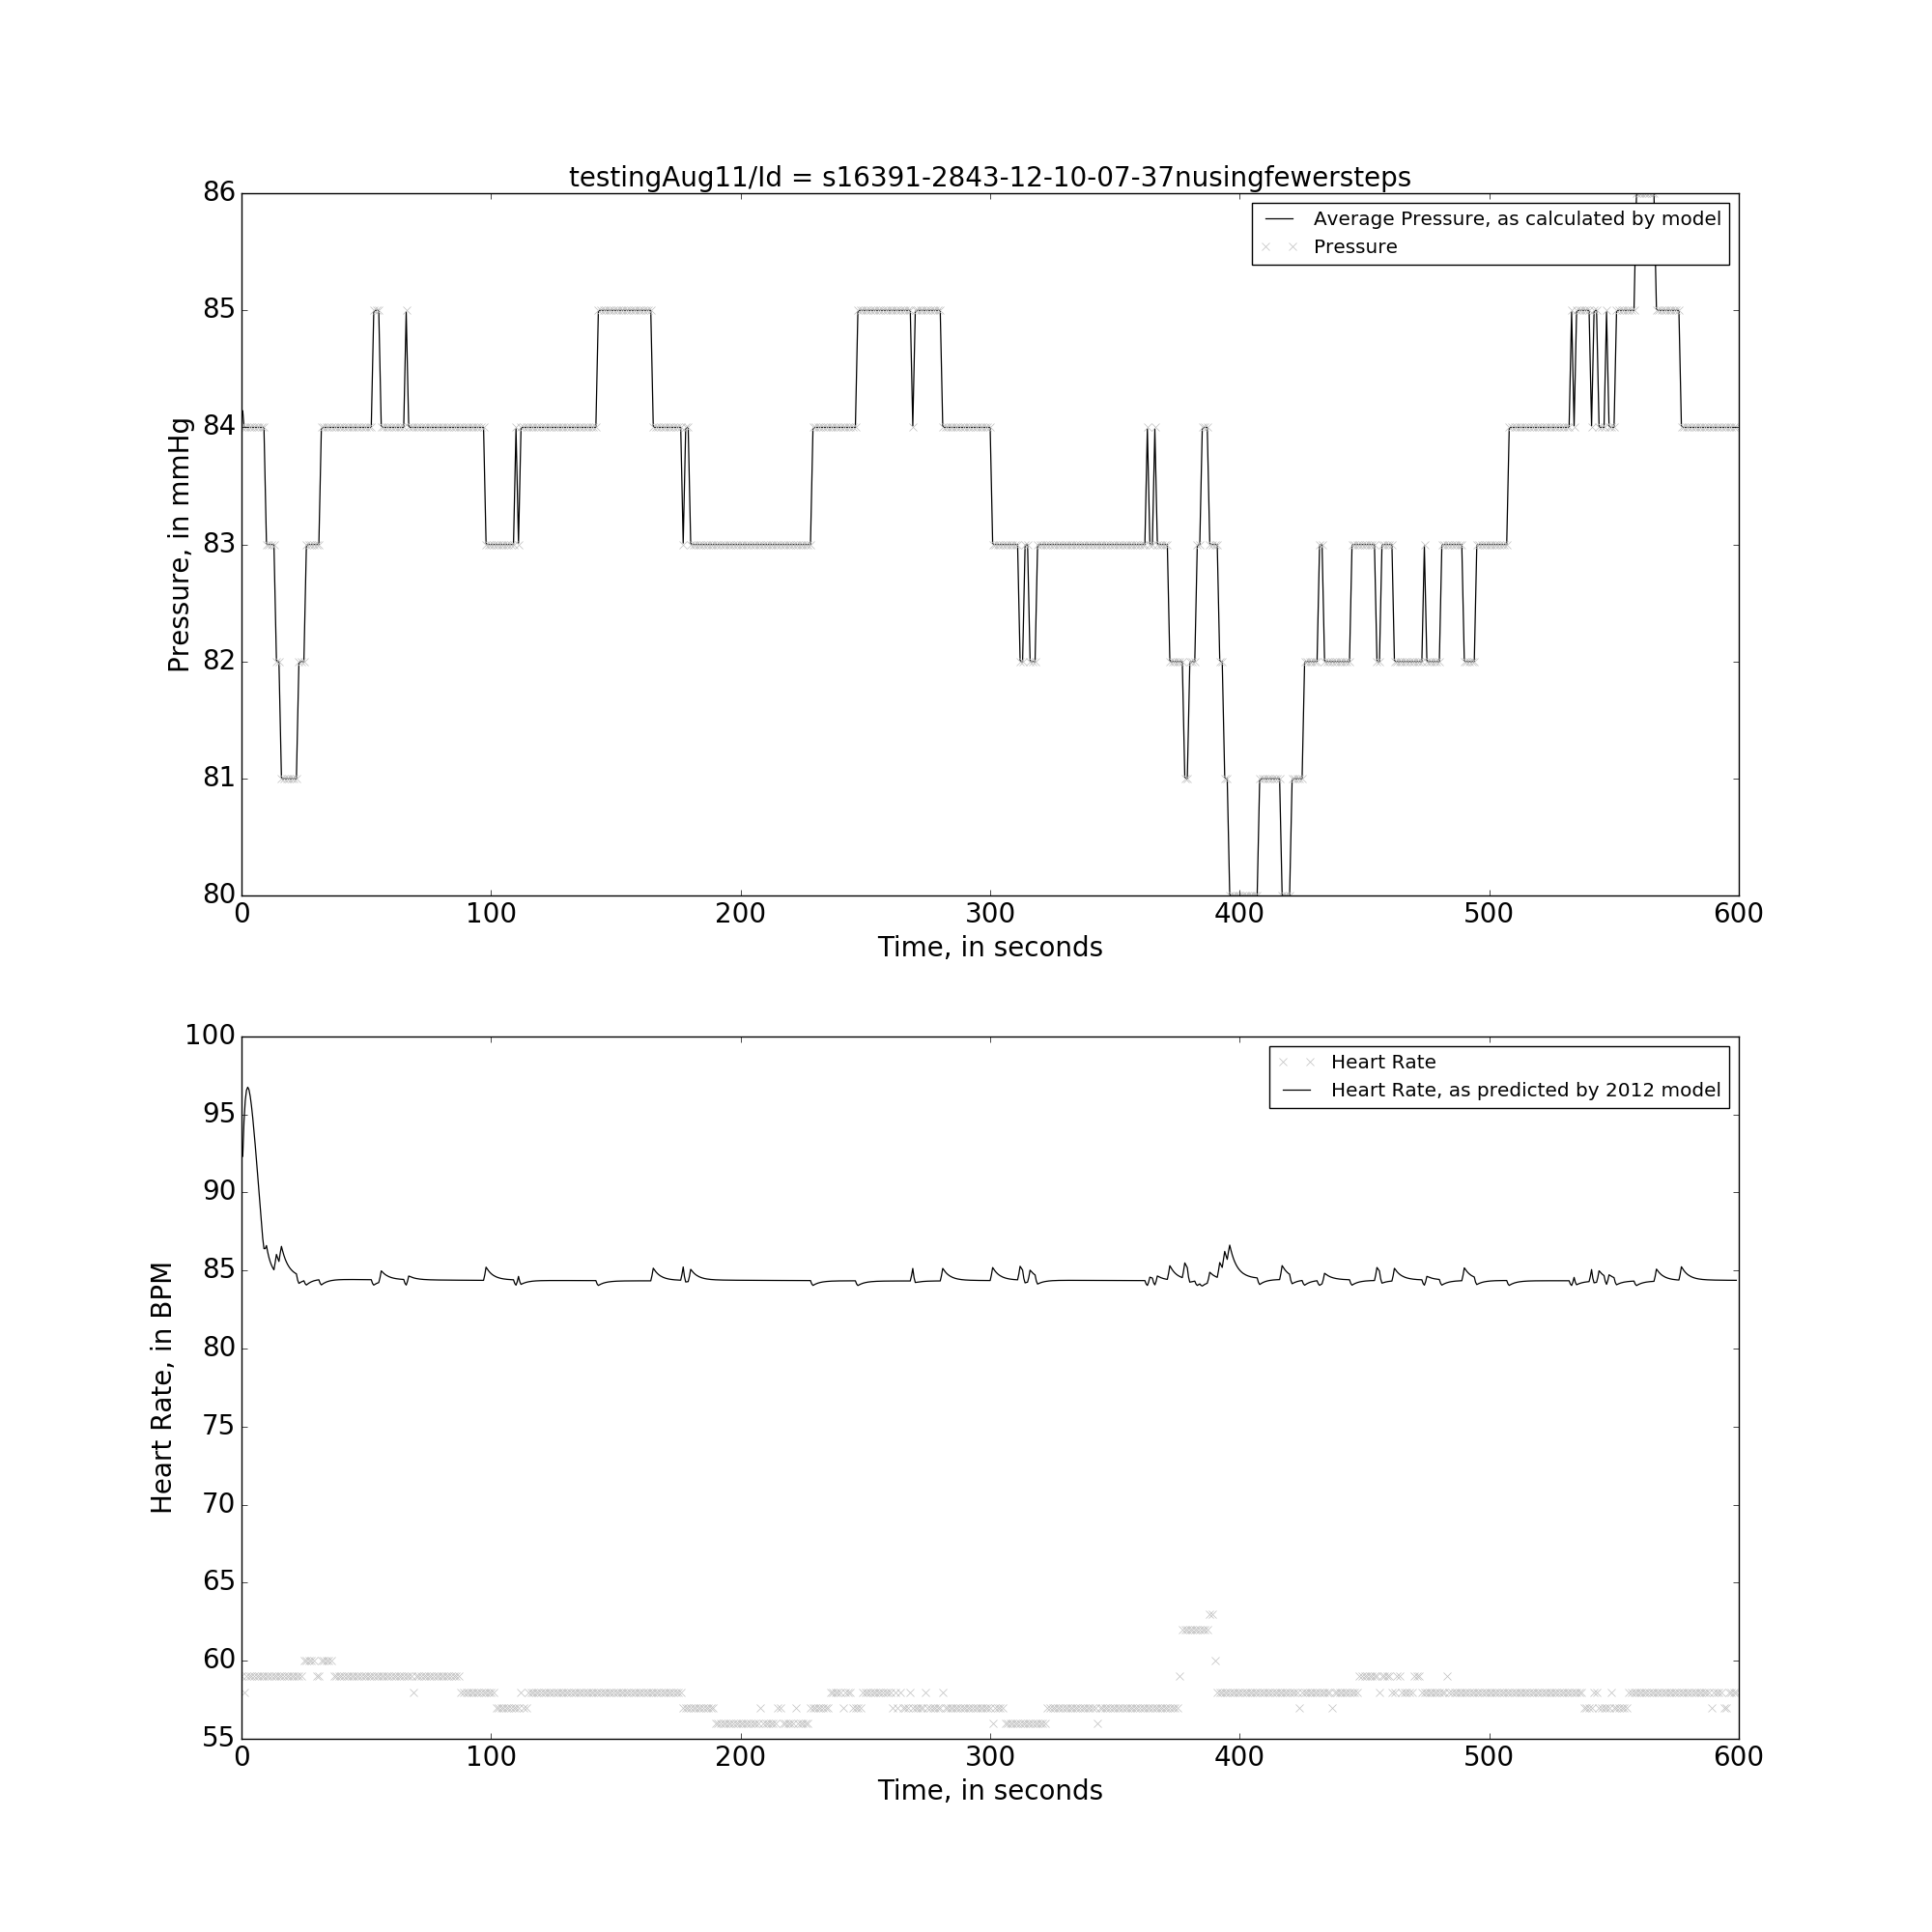 testingAug11/Id = s16391-2843-12-10-07-37nusingfewersteps
86
85
84
83
82
81
80
Pressure, in mmHg
Average Pressure, as calculated by model
Pressure
0 100 200 300 400 500 600
Time, in seconds
100
95
90
85
80
75
70
65
60
55
Heart Rate, in BPM
Heart Rate
Heart Rate, as predicted by 2012 model
0 100 200 300 400 500 600
Time, in seconds